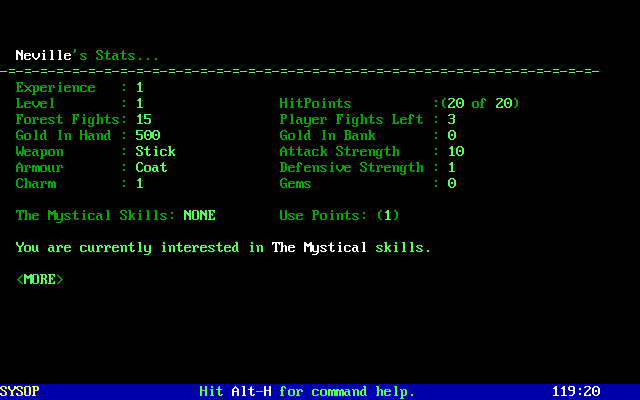 Neville's Stats...
-=-=-=-=-=-=-=-=-=-=-=-=-=-=-=-=-=-=-=-=-=-=-=-=-=-=-=-=-=-=-=-=-=-=-=-=-
Experience   : 1
Level        : 1                 HitPoints          :(20 of 20)
Forest Fights: 15                Player Fights Left : 3
Gold In Hand : 500               Gold In Bank       : 0
Weapon       : Stick             Attack Strength    : 10
Armour       : Coat              Defensive Strength : 1
Charm        : 1                 Gems               : 0
The Mystical Skills: NONE        Use Points: (1)
You are currently interested in The Mystical skills.
<MORE>
SYSOP                    Hit Alt-H for command help.                 119:20